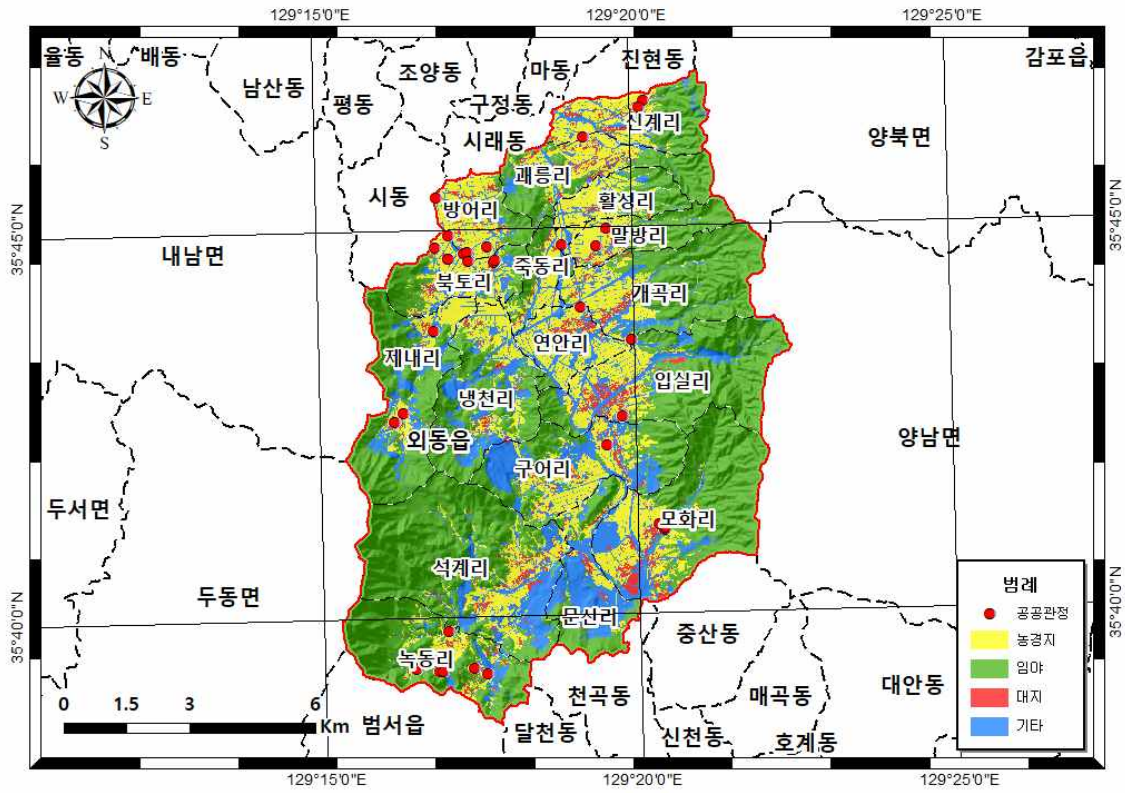 129°15'0"E
129°20'0"E
129°25'0"E
율동
배동
조양동
마동
진현동
감포읍
N
남산동
평동
구정동
W
E
S
신계리
시래동
양북면
괘릉리
시동
활성리
방어리
35°45'0"N
35°45'0"N
말방리
내남면
죽동리
북토리
개곡리
연안리
제내리
입실리
냉천리
외동읍
양남면
구어리
두서면
모화리
석계리
범례
공공관정
농경지
임야
대지
기타
두동면
문산리
35°40'0"N
35°40'0"N
중산동
녹동리
대안동
매곡동
천곡동
0
1.5
3
6
Km
범서읍
달천동
신천동
호계동
129°15'0"E
129°20'0"E
129°25'0"E